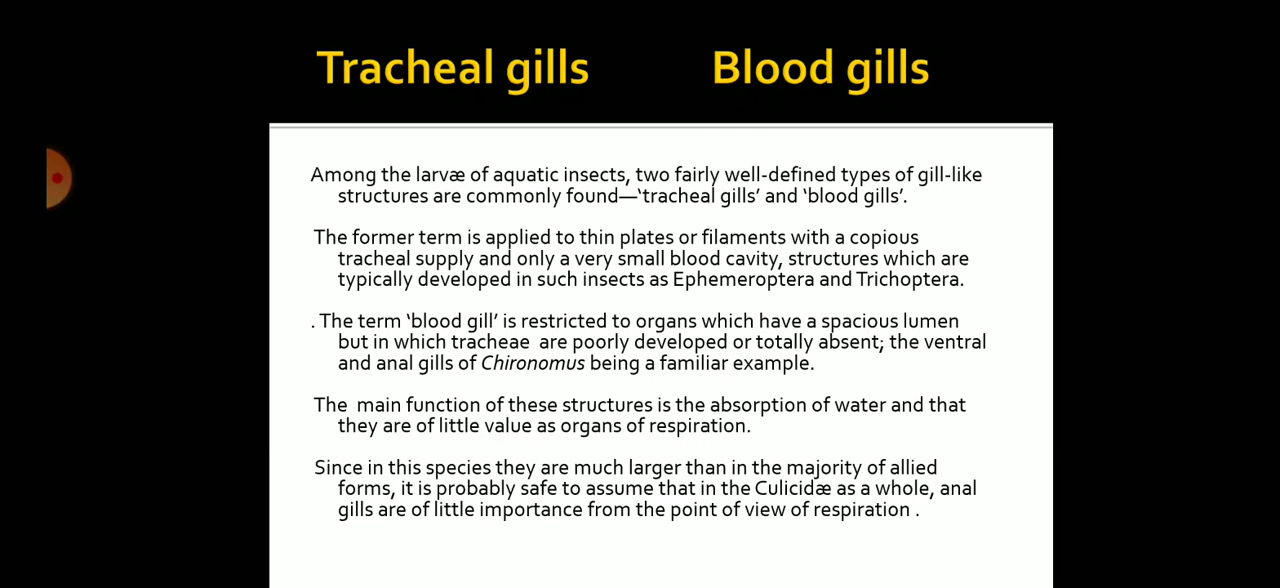 Tracheal gills Blood gills
Among the larvæ of aquatic insects, two fairly well-defined types of gill-like
structures are commonly found—‘tracheal gills’ and ‘blood gills’.
The former term is applied to thin plates or filaments with a copious
tracheal supply and only a very small blood cavity, structures which are
typically developed in such insects as Ephemeroptera and Trichoptera.
. The term ‘blood gill’ is restricted to organs which have a spacious lumen
but in which tracheae are poorly developed or totally absent; the ventral
and anal gills of Chironomus being a familiar example.
The main function of these structures is the absorption of water and that
they are of little value as organs of respiration.
Since in this species they are much larger than in the majority of allied
forms, it is probably safe to assume that in the Culicidæ as a whole, anal
gills are of little importance from the point of view of respiration .